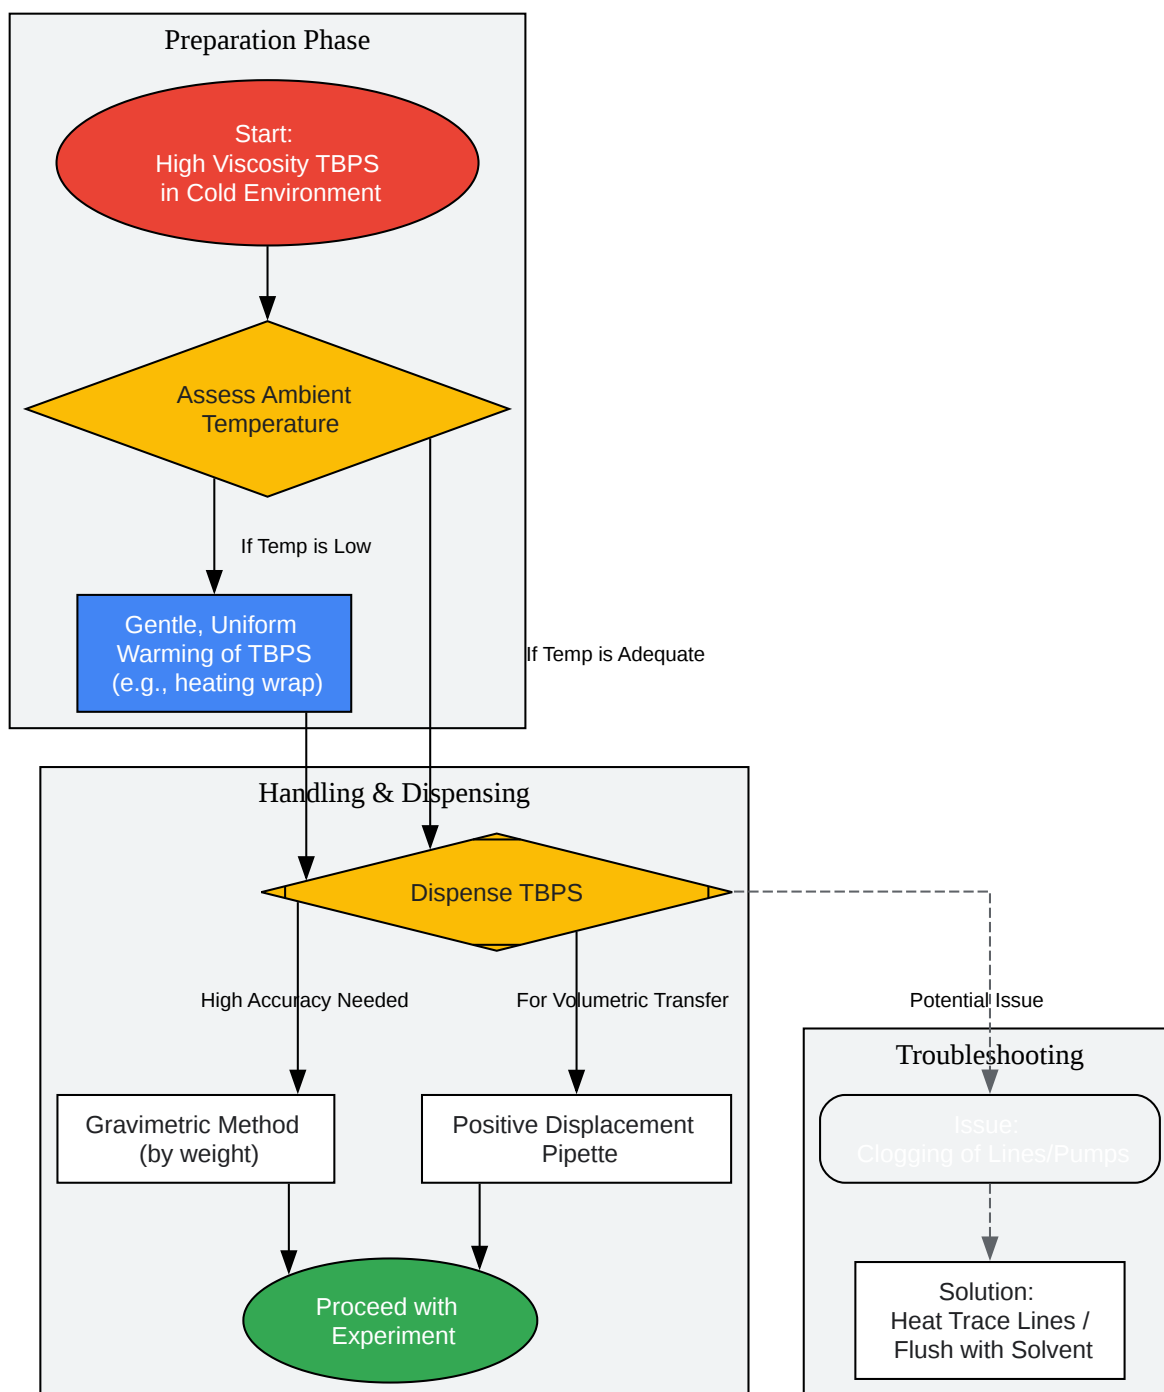 Preparation Phase
Start:
High Viscosity TBPS
in Cold Environment
Assess Ambient
Temperature
If Temp is Low
Gentle, Uniform
Warming of TBPS
(e.g., heating wrap)
If Temp is Adequate
Handling & Dispensing
Dispense TBPS
High Accuracy Needed
For Volumetric Transfer
Potential Issue
Gravimetric Method
(by weight)
Positive Displacement
Pipette
Proceed with
Experiment
Troubleshooting
Issue:
Clogging of Lines/Pumps
Solution:
Heat Trace Lines /
Flush with Solvent